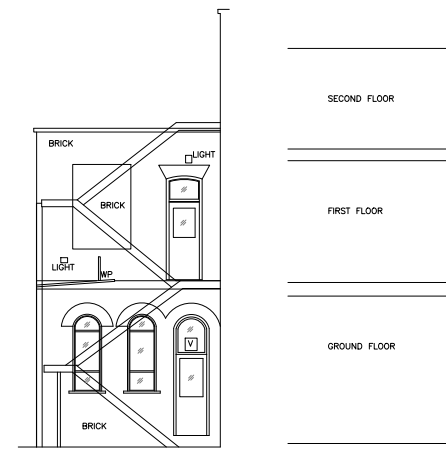 BRICK
LIGHT
SECOND FLOOR
BRICK
FIRST FLOOR
LIGHT
WP
V
GROUND FLOOR
BRICK